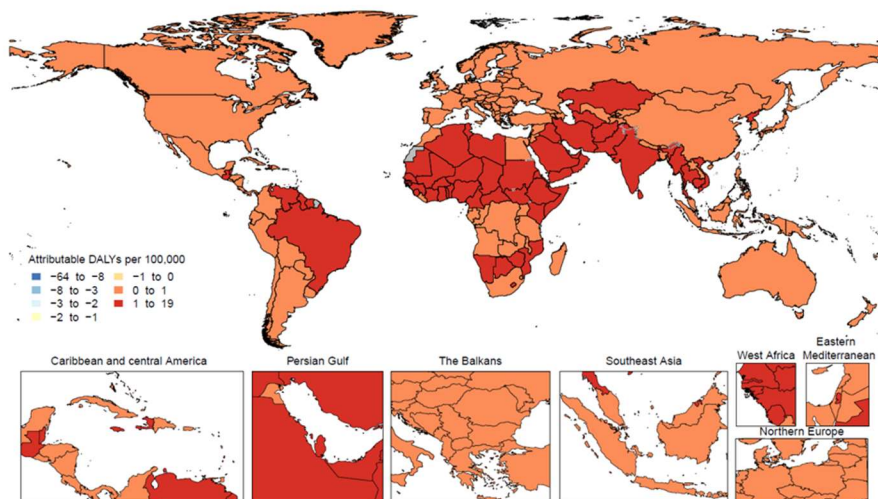 Attributable DALYs per 100,000
−64 to −8
−8 to −3
−3 to −2
−2 to −1
−1 to 0
0 to 1
1 to 19
Caribbean and central America
Persian Gulf
The Balkans
Southeast Asia
West Africa
Eastern
Mediterranean
Northern Europe